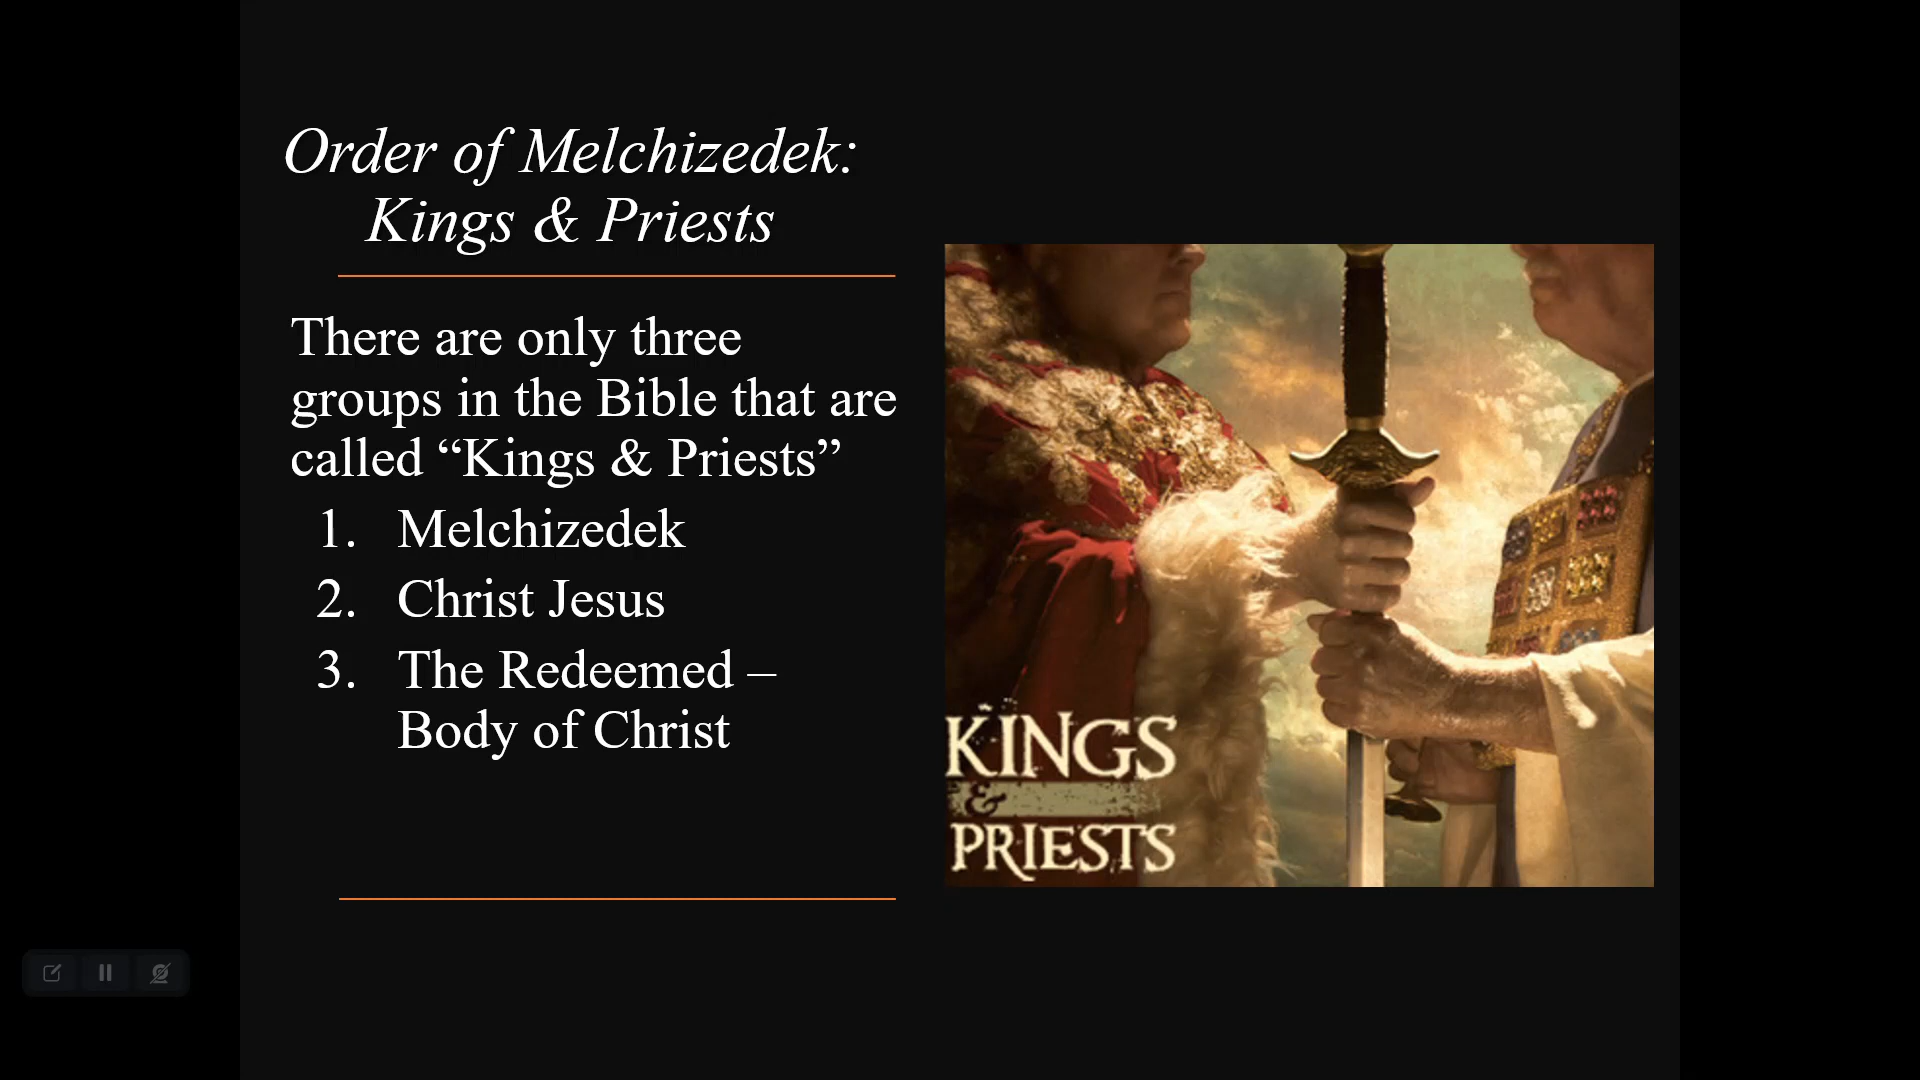 Order of Melchizedek:
Kings & Priests
There are only three
groups in the Bible that are
called “Kings & Priests”
1. Melchizedek
2. Christ Jesus
3. The Redeemed –
Body of Christ
KINGS
&
PRIESTS